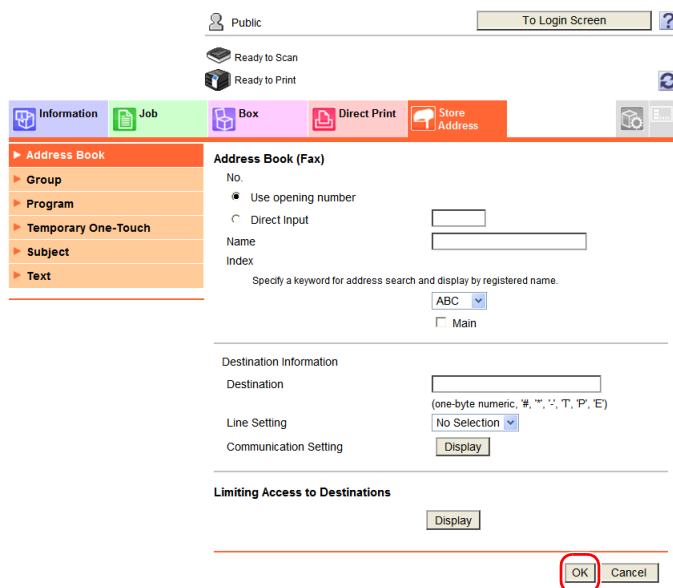 Public
To Login Screen
?
Ready to Scan
Ready to Print
Information
Job
Box
Direct Print
Store
Address
Address Book
Group
Program
Temporary One-Touch
Subject
Text
Address Book (Fax)
No.
Use opening number
Direct Input
Name
Index
Specify a keyword for address search and display by registered name.
ABC
Main
Destination Information
Destination
(one-byte numeric, '#, '*', '-', 'T', 'P', 'E')
Line Setting
No Selection
Communication Setting
Display
Limiting Access to Destinations
Display
OK
Cancel